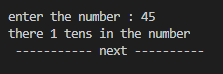 enter the number : 45
there 1 tens in the number
----------- next ----------